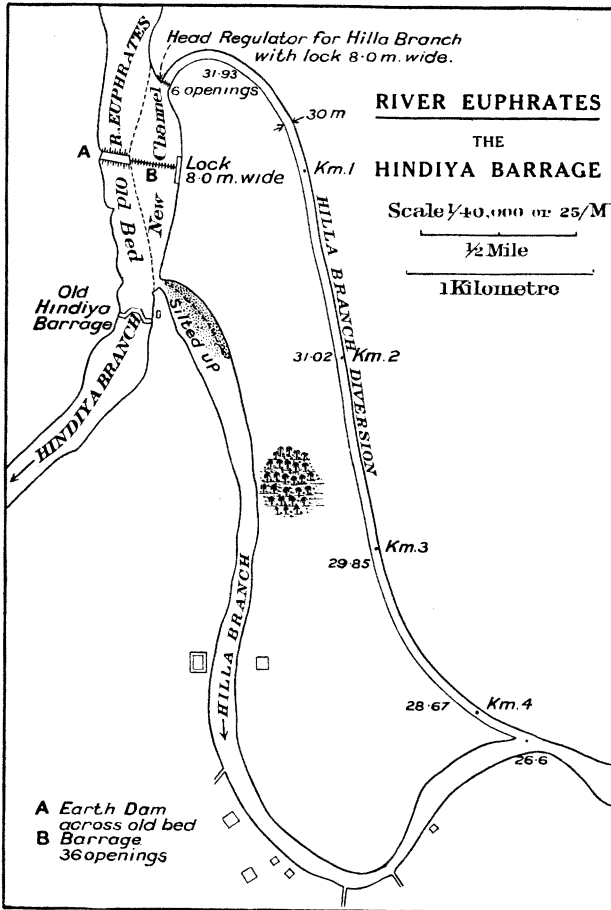 Head Regulator for Hilla Branch
with lock 8·0 m. wide.
31·93
6 openings
30 m
RIVER EUPHRATES
THE
HINDIYA BARRAGE
Scale 1/40,000 or 25/M
1/2 Mile
1 Kilometre
R. EUPHRATES
New Channel
Old Bed
A
B
Lock
8·0 m. wide
Km.1
HILLA BRANCH DIVERSION
Old
Hindiya
Barrage
Silted up
31·02
Km.2
HINDIYA BRANCH
Km.3
29·85
HILLA BRANCH
28·67
Km.4
26·6
A Earth Dam
across old bed
B Barrage
36 openings